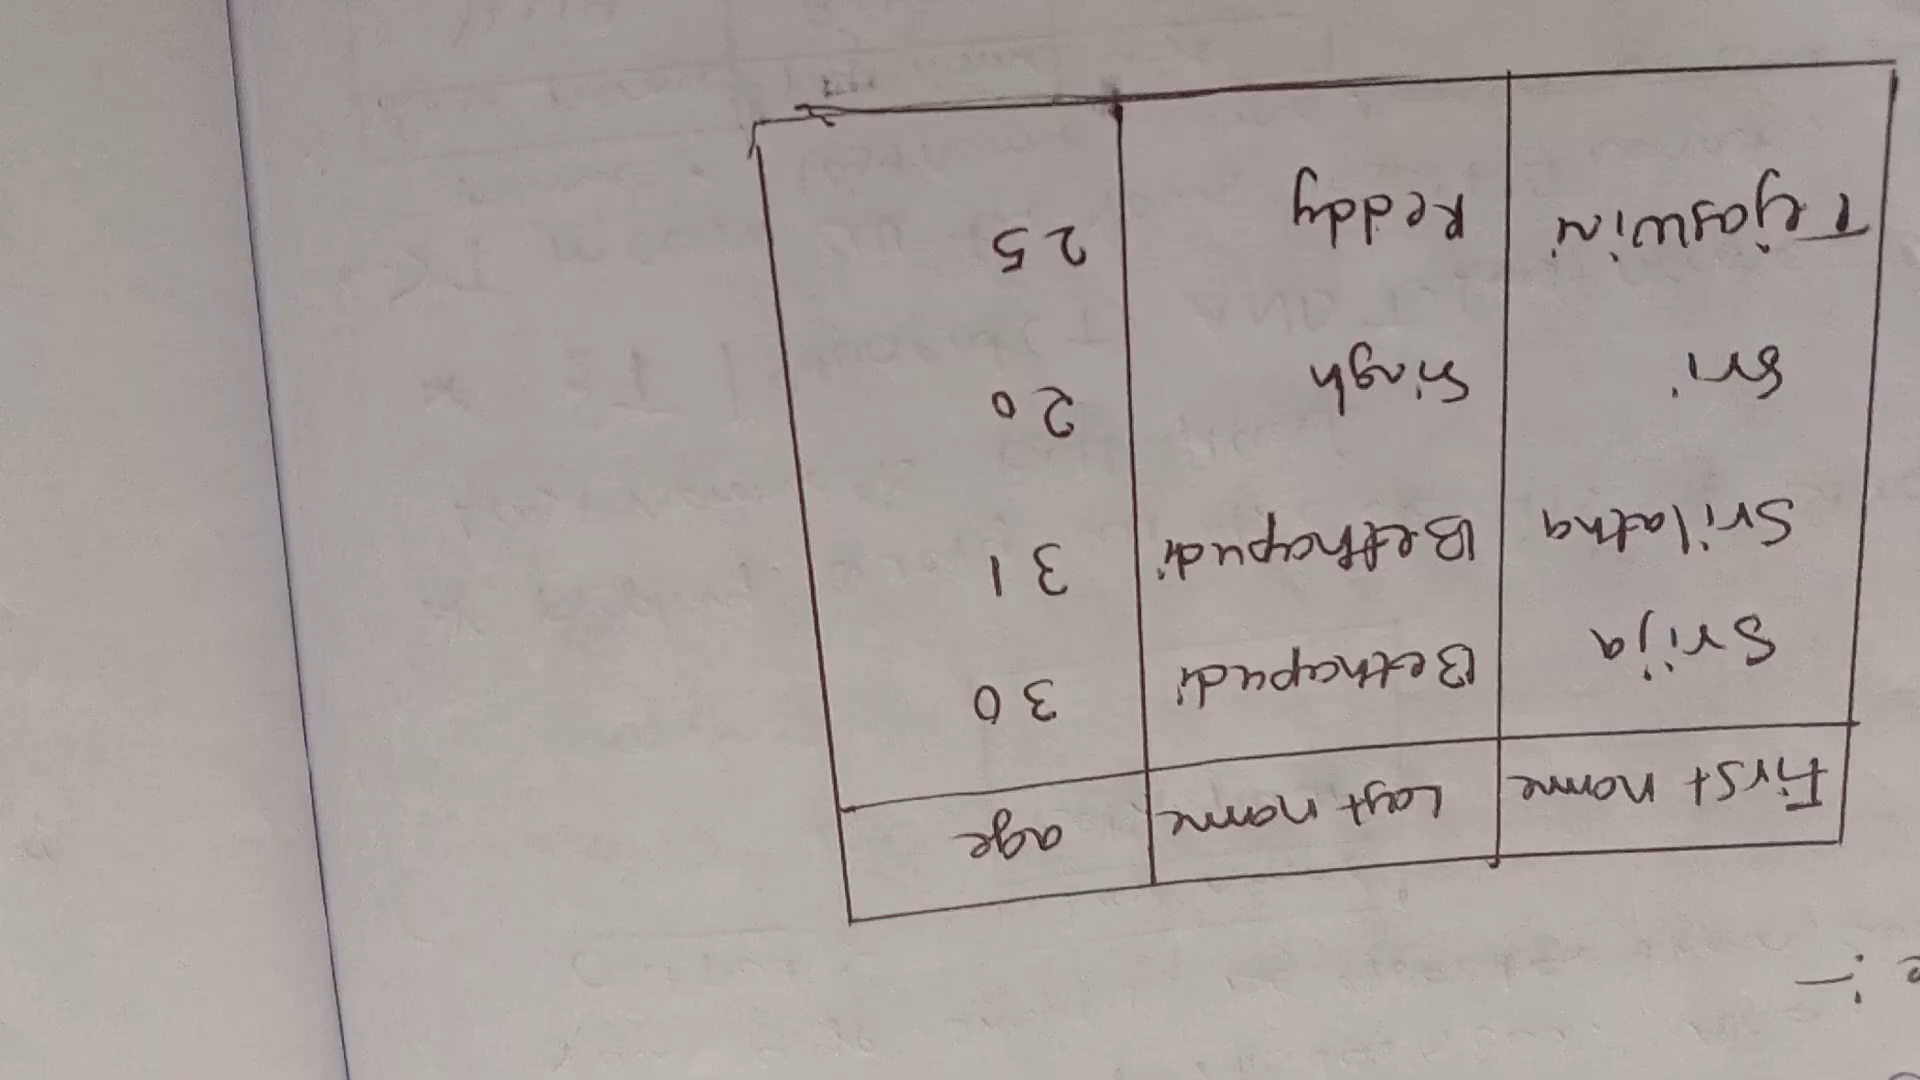 First name Last name age
Srija Bethapudi 30
Srilatha Bethapudi 31
Sri Singh 20
Tejaswini Reddy 25